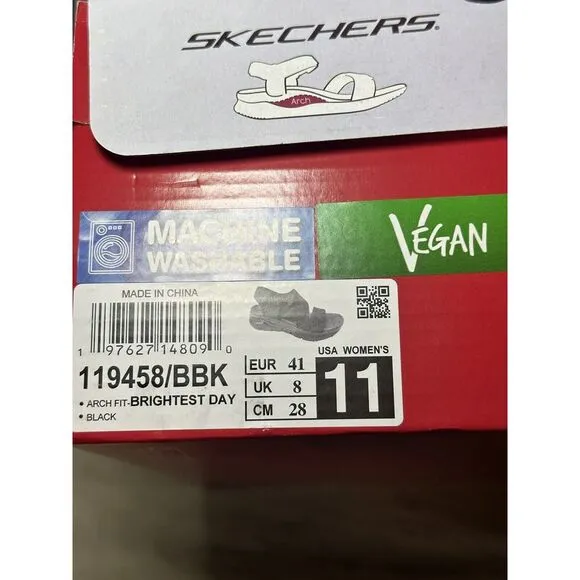 SKECHERS.
Arch
MACHINE
WASHABLE
VEGAN
MADE IN CHINA
1 97627 14809 0
119458/BBK
• ARCH FIT-BRIGHTEST DAY
• BLACK
EUR 41
UK 8
CM 28
USA WOMEN'S
11